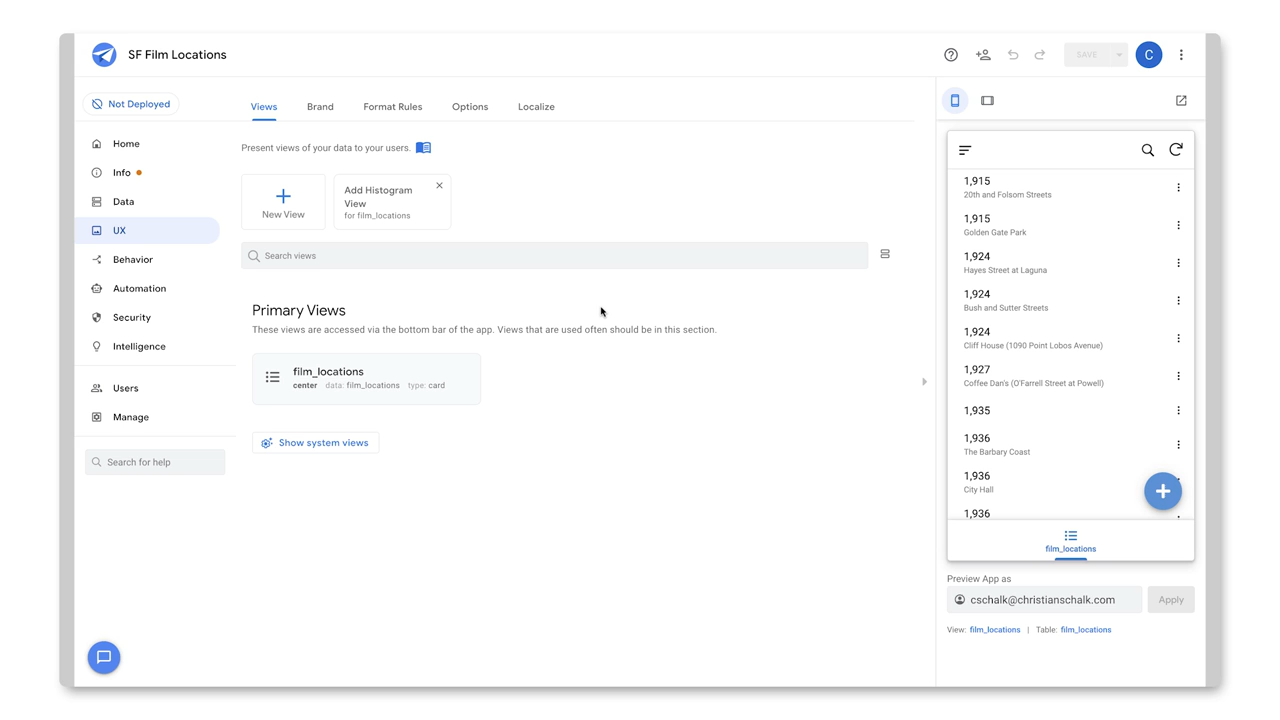 SF Film Locations
SAVE
C
Not Deployed
Views
Brand
Format Rules
Options
Localize
Home
Info
Data
UX
Behavior
Automation
Security
Intelligence
Users
Manage
Search for help
Present views of your data to your users.
New View
Add Histogram
View
for film_locations
Search views
Primary Views
These views are accessed via the bottom bar of the app. Views that are used often should be in this section.
film_locations
center data: film_locations type: card
Show system views
1,915
20th and Folsom Streets
1,915
Golden Gate Park
1,924
Hayes Street at Laguna
1,924
Bush and Sutter Streets
1,924
Cliff House (1090 Point Lobos Avenue)
1,927
Coffee Dan's (O'Farrell Street at Powell)
1,935
1,936
The Barbary Coast
1,936
City Hall
1,936
film_locations
Preview App as
cschalk@christianschalk.com
Apply
View: film_locations | Table: film_locations